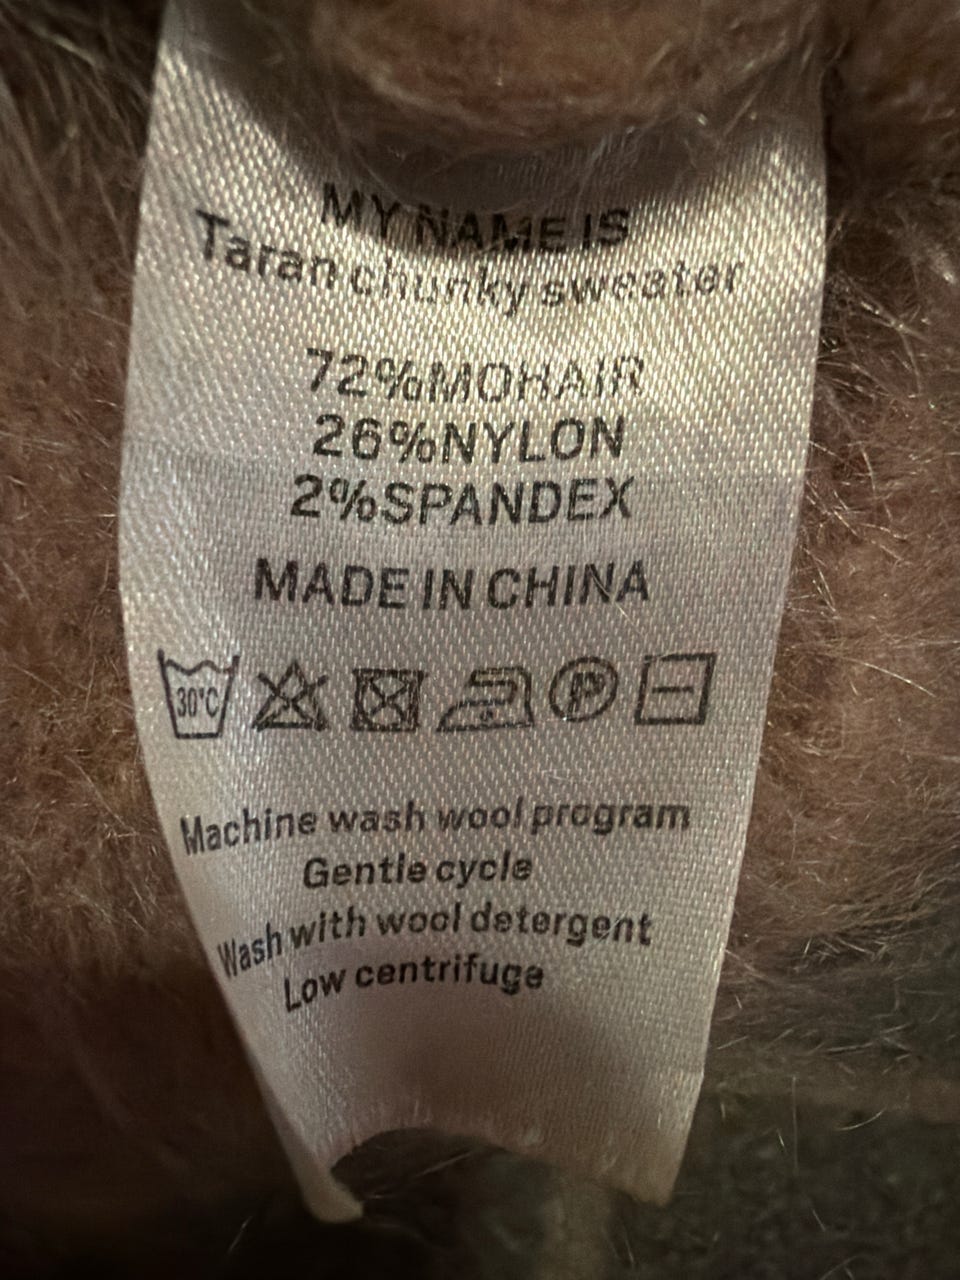 MY NAME IS
Taran chunky sweater
72%MOHAIR
26%NYLON
2%SPANDEX
MADE IN CHINA
30°C P
Machine wash wool program
Gentle cycle
Wash with wool detergent
Low centrifuge